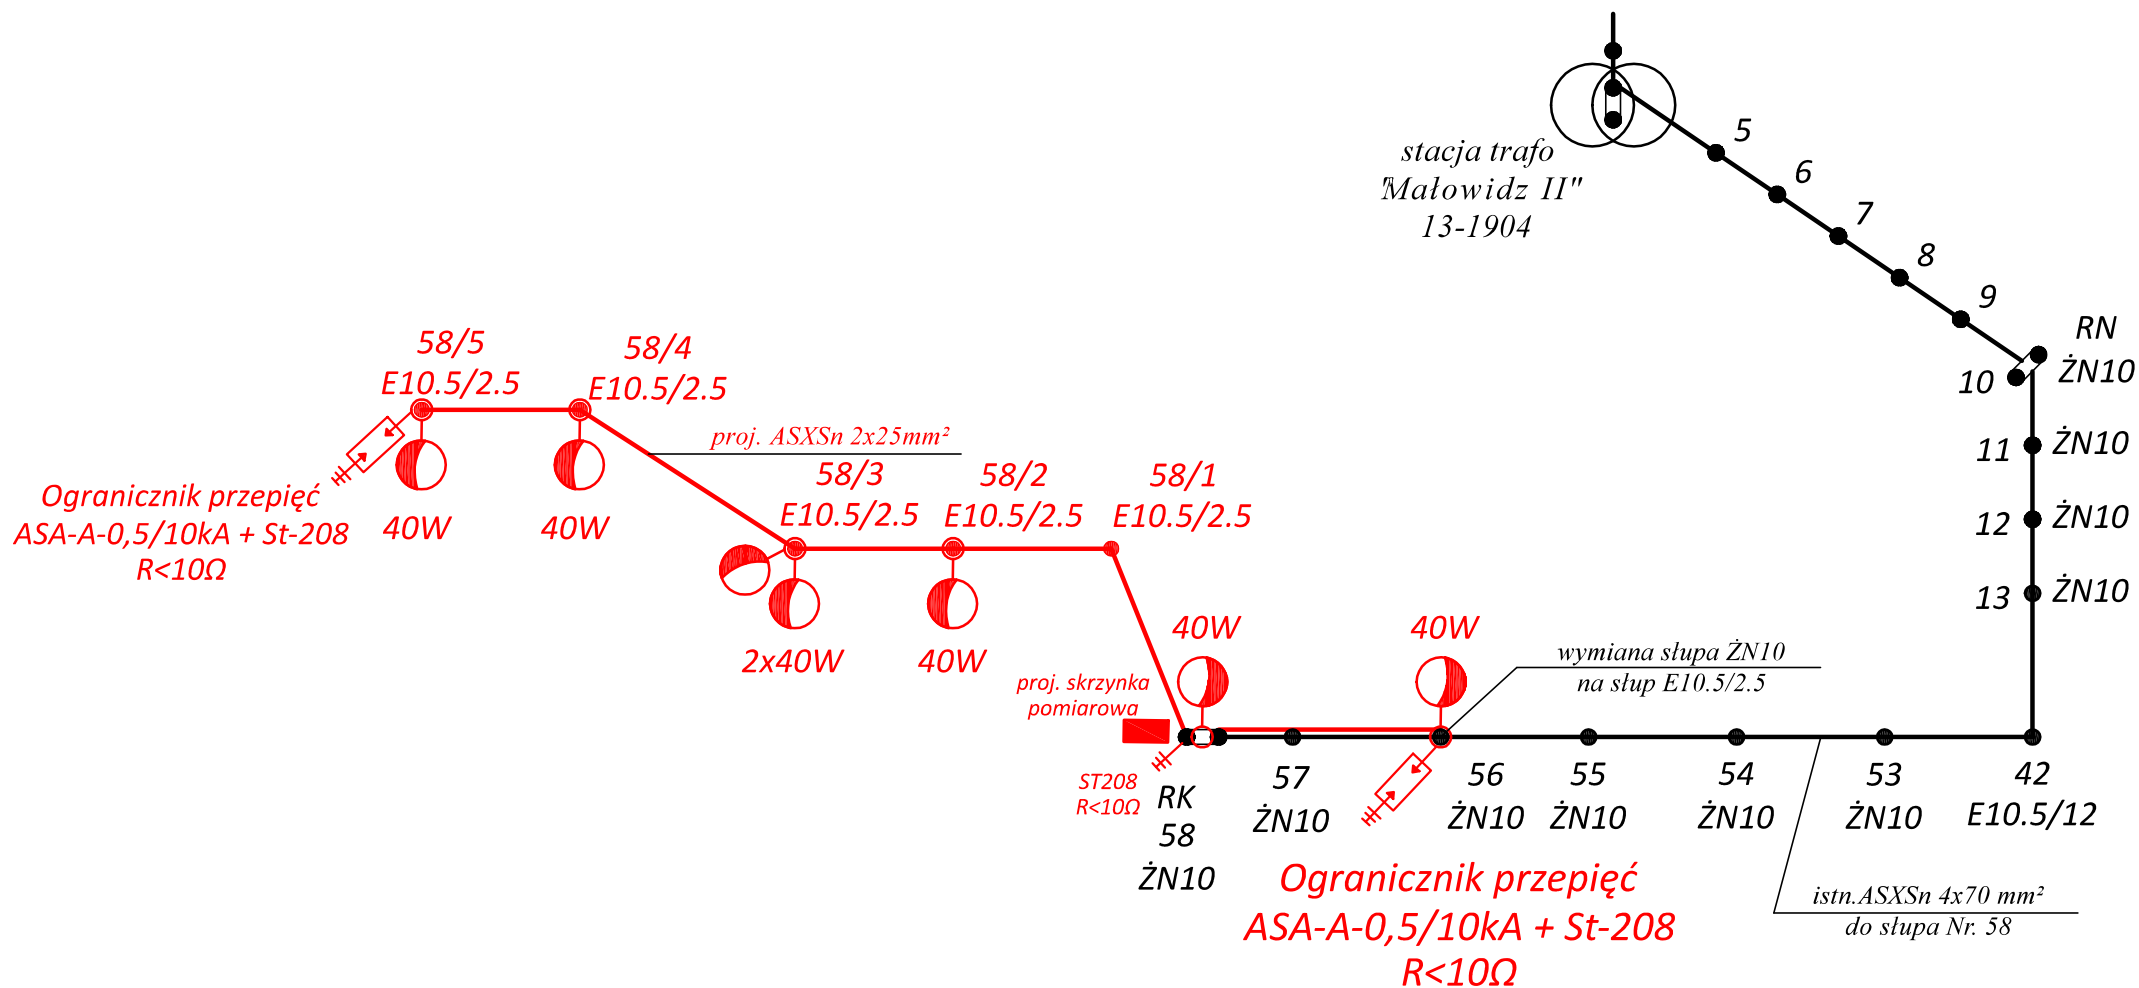 stacja trafo
"Małowidz II"
13-1904
5
6
7
8
9
RN
ŻN10
10
11
ŻN10
12
ŻN10
13
ŻN10
58/5
E10.5/2.5
58/4
E10.5/2.5
proj. ASXSn 2x25mm²
58/3
E10.5/2.5
58/2
E10.5/2.5
58/1
E10.5/2.5
Ogranicznik przepięć
ASA-A-0,5/10kA + St-208
R<10Ω
40W
40W
2x40W
40W
40W
40W
wymiana słupa ŻN10
na słup E10.5/2.5
proj. skrzynka
pomiarowa
ST208
R<10Ω
RK
58
ŻN10
57
ŻN10
56
ŻN10
55
ŻN10
54
ŻN10
53
ŻN10
42
E10.5/12
Ogranicznik przepięć
ASA-A-0,5/10kA + St-208
R<10Ω
istn.ASXSn 4x70 mm²
do słupa Nr. 58